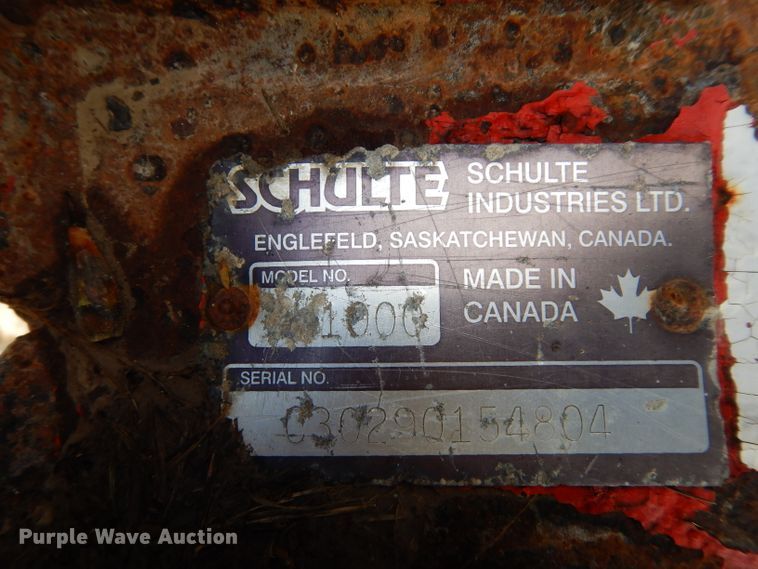 SCHULTE
SCHULTE
INDUSTRIES LTD.
ENGLEFELD, SASKATCHEWAN, CANADA.
MODEL NO.
MADE IN
CANADA
SERIAL NO.
C30290154804
Purple Wave Auction